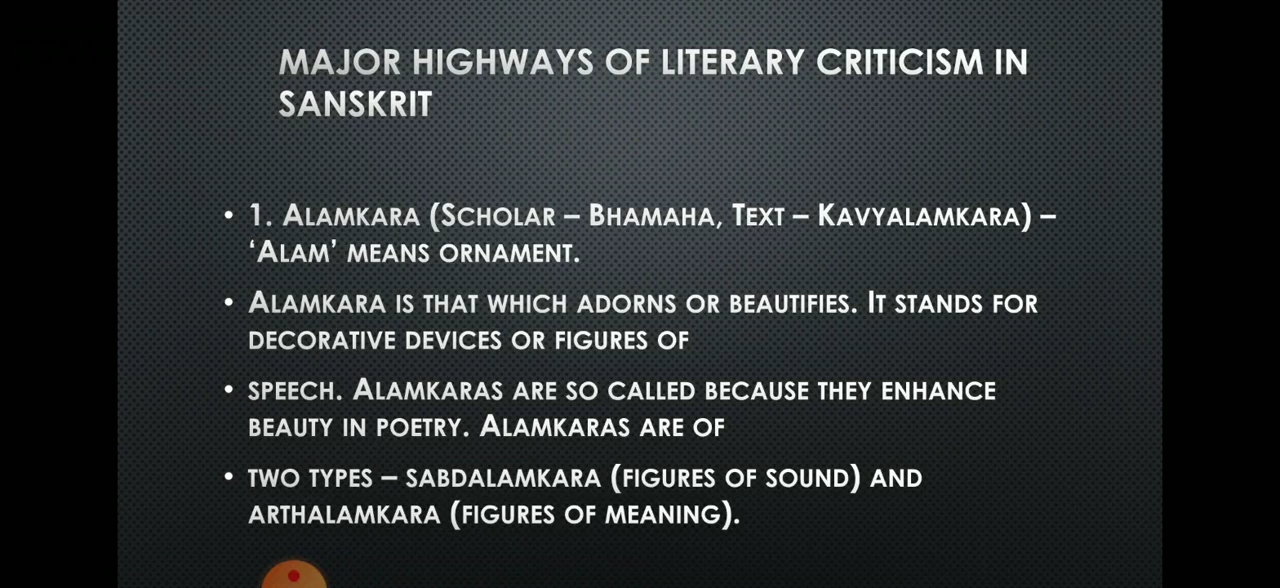 MAJOR HIGHWAYS OF LITERARY CRITICISM IN
SANSKRIT
• 1. ALAMKARA (SCHOLAR – BHAMAHA, TEXT – KAVYALAMKARA) –
‘ALAM’ MEANS ORNAMENT.
• ALAMKARA IS THAT WHICH ADORNS OR BEAUTIFIES. IT STANDS FOR
DECORATIVE DEVICES OR FIGURES OF
• SPEECH. ALAMKARAS ARE SO CALLED BECAUSE THEY ENHANCE
BEAUTY IN POETRY. ALAMKARAS ARE OF
• TWO TYPES – SABDALAMKARA (FIGURES OF SOUND) AND
ARTHALAMKARA (FIGURES OF MEANING).